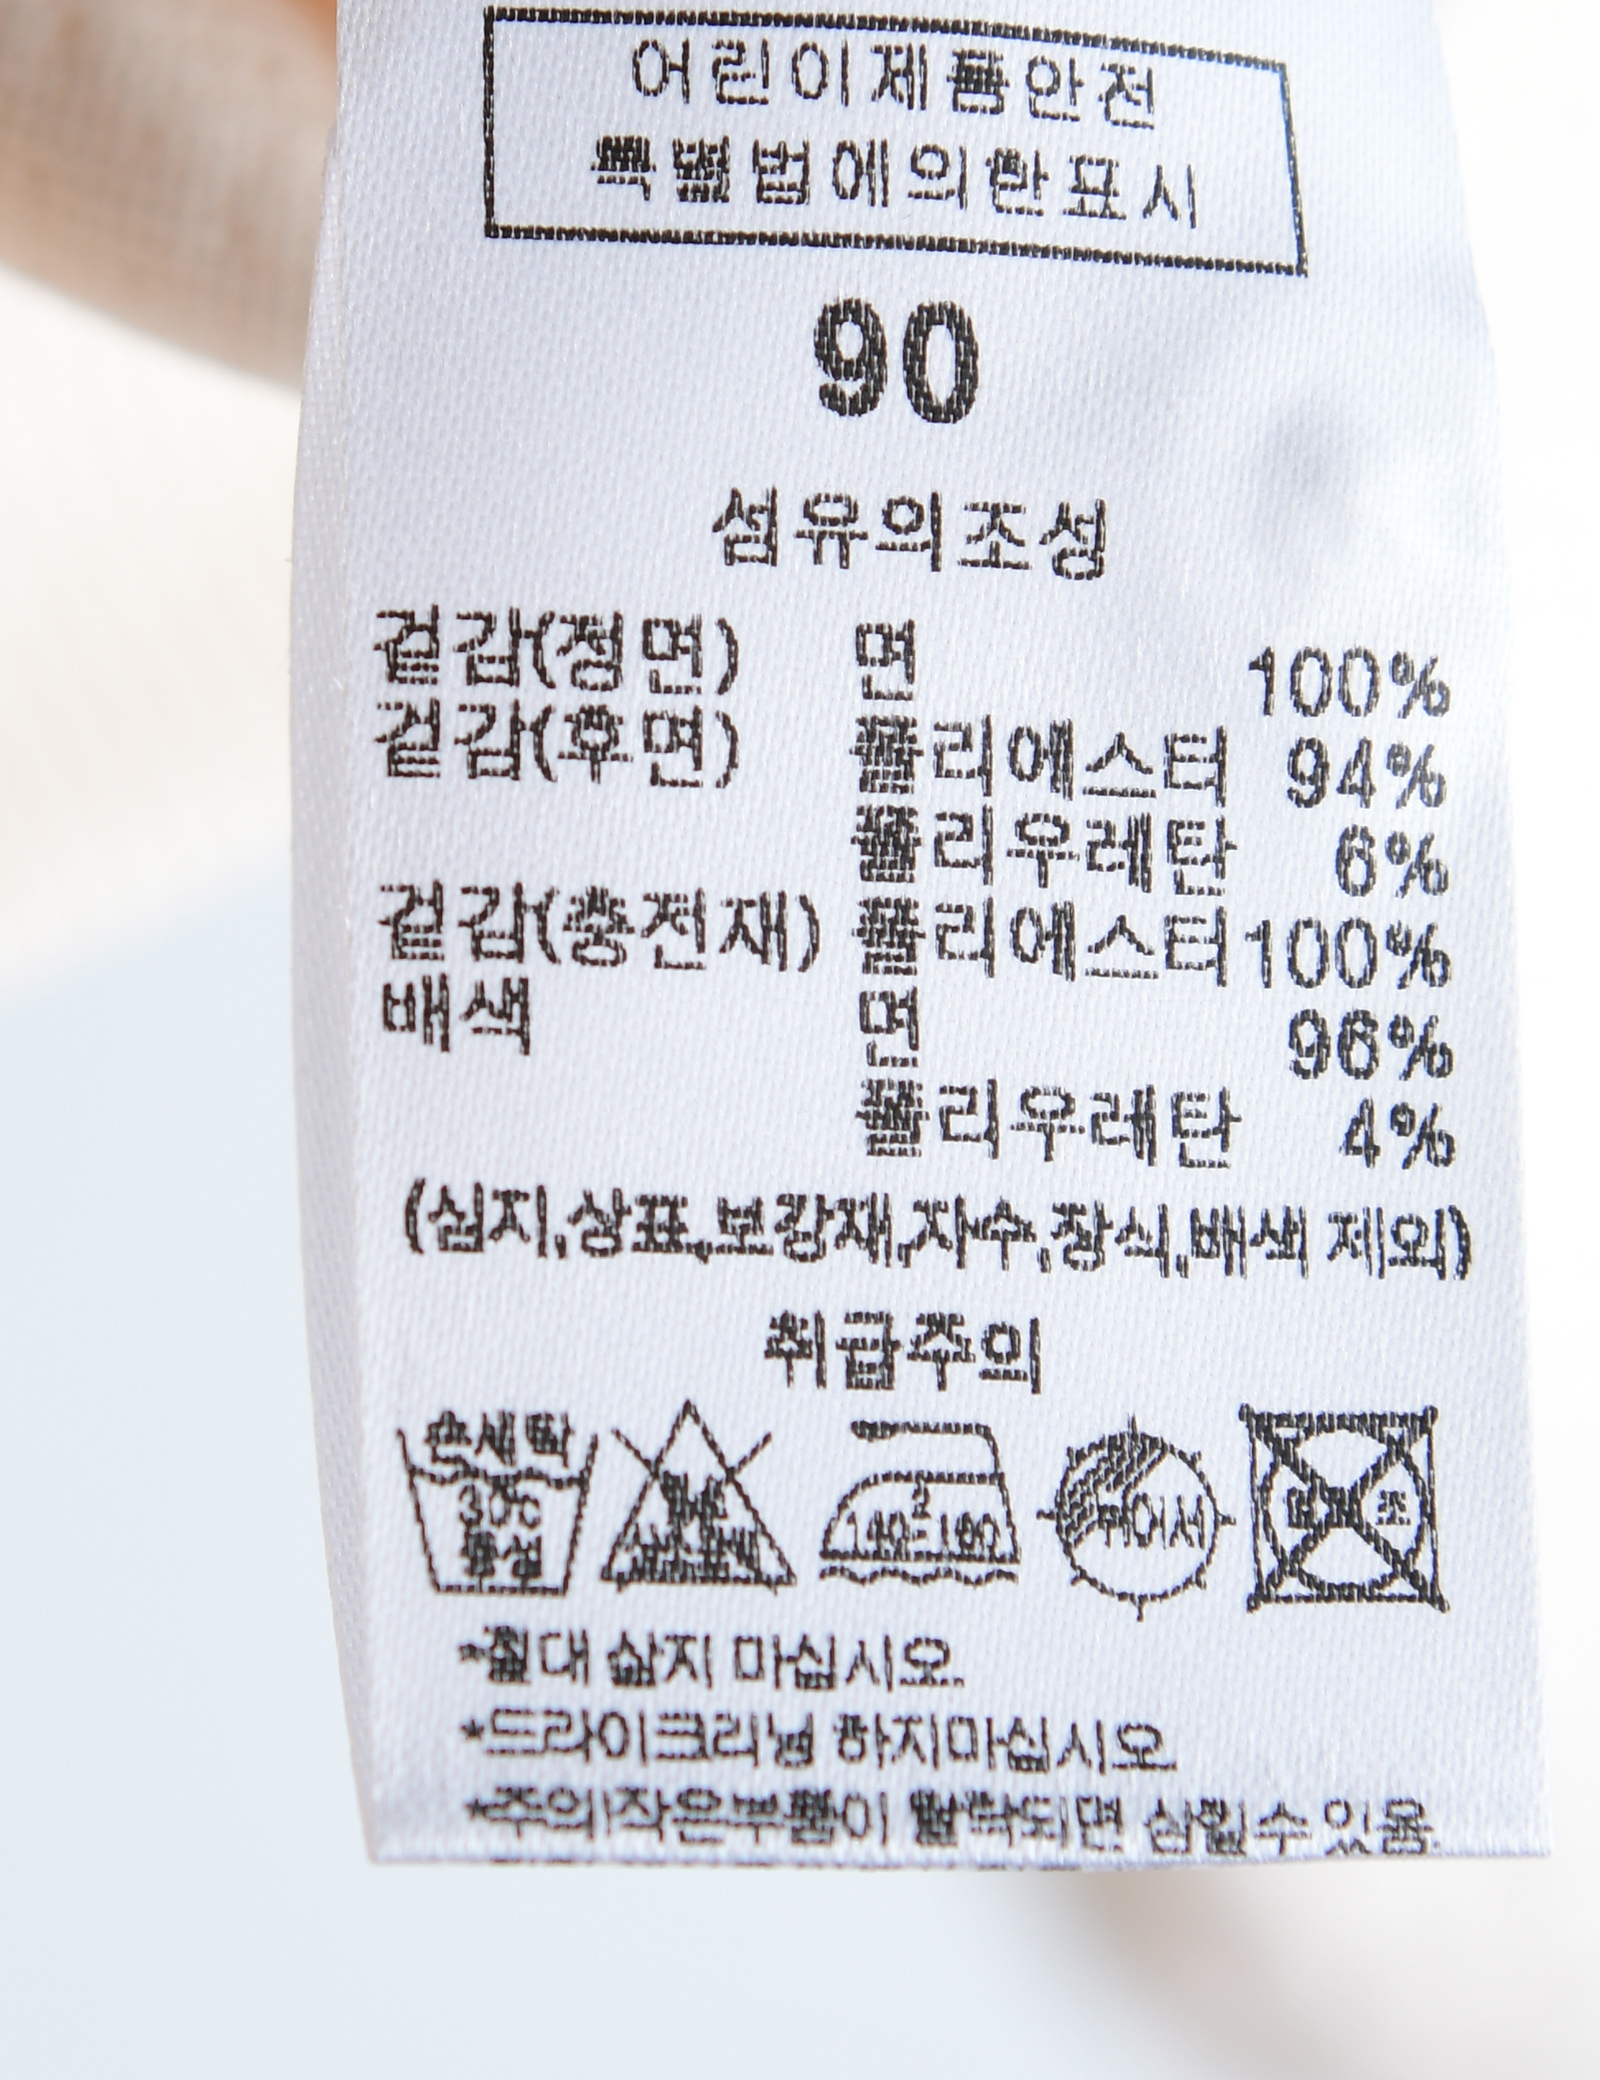 어린이제품안전
특별법에의한표시
90
섬유의조성
겉감(정면) 면 100%
겉감(후면) 폴리에스터 94%
폴리우레탄 6%
겉감(충전재) 폴리에스터 100%
배색 면 96%
폴리우레탄 4%
(심지,상표,보강재,자수,장식,배색 제외)
취급주의
손세탁 30℃ 중성
2 140-160
뉘어서
*절대 삶지 마십시오.
*드라이크리닝 하지마십시오
*주의!작은부품이 탈락되면 삼킬수 있음.